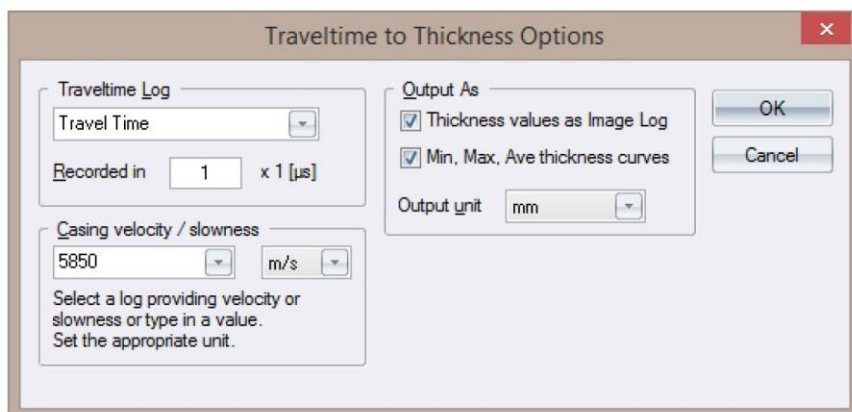 Traveltime to Thickness Options
Traveltime Log
Travel Time
Recorded in 1 x 1 [µs]
Casing velocity / slowness
5850 m/s
Select a log providing velocity or
slowness or type in a value.
Set the appropriate unit.
Output As
Thickness values as Image Log
Min, Max, Ave thickness curves
Output unit mm
OK
Cancel